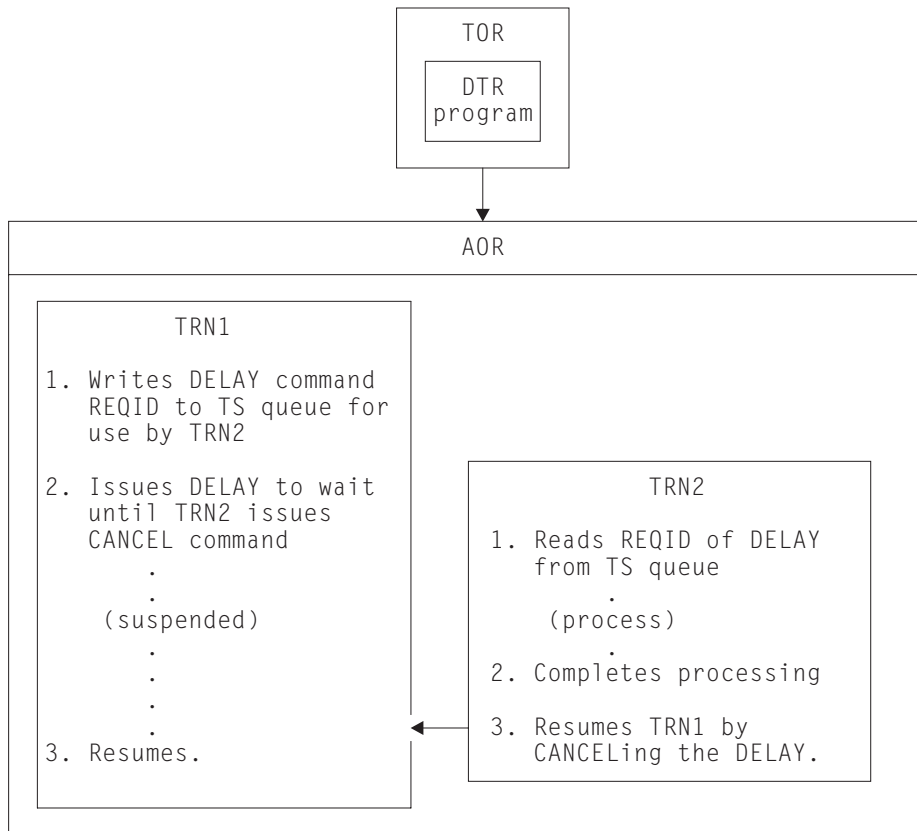 TOR
DTR
program
AOR
TRN1
1. Writes DELAY command
REQID to TS queue for
use by TRN2
2. Issues DELAY to wait
until TRN2 issues
CANCEL command
.
.
(suspended)
.
.
.
.
3. Resumes.
TRN2
1. Reads REQID of DELAY
from TS queue
.
(process)
.
2. Completes processing
3. Resumes TRN1 by
CANCELing the DELAY.